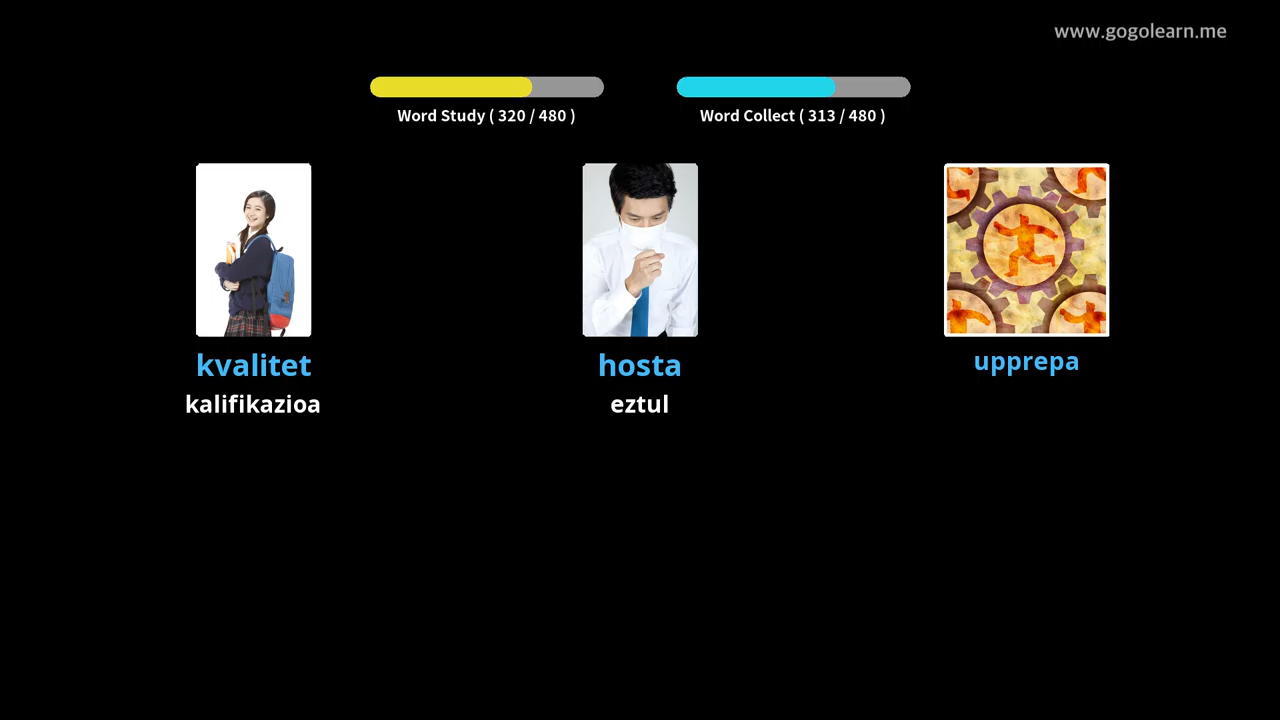 www.gogolearn.me
Word Study ( 320 / 480 )
Word Collect ( 313 / 480 )
kvalitet
kalifikazioa
hosta
eztul
upprepa